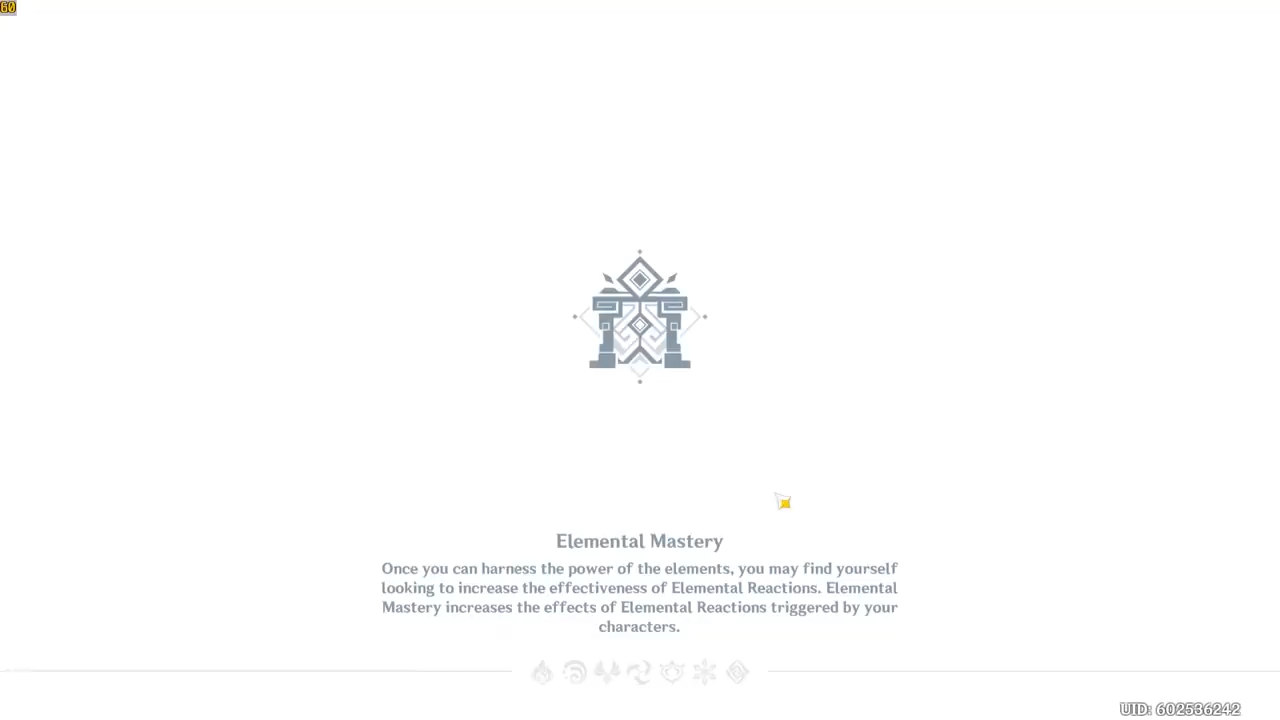 60
Elemental Mastery
Once you can harness the power of the elements, you may find yourself
looking to increase the effectiveness of Elemental Reactions. Elemental
Mastery increases the effects of Elemental Reactions triggered by your
characters.
UID: 602536242